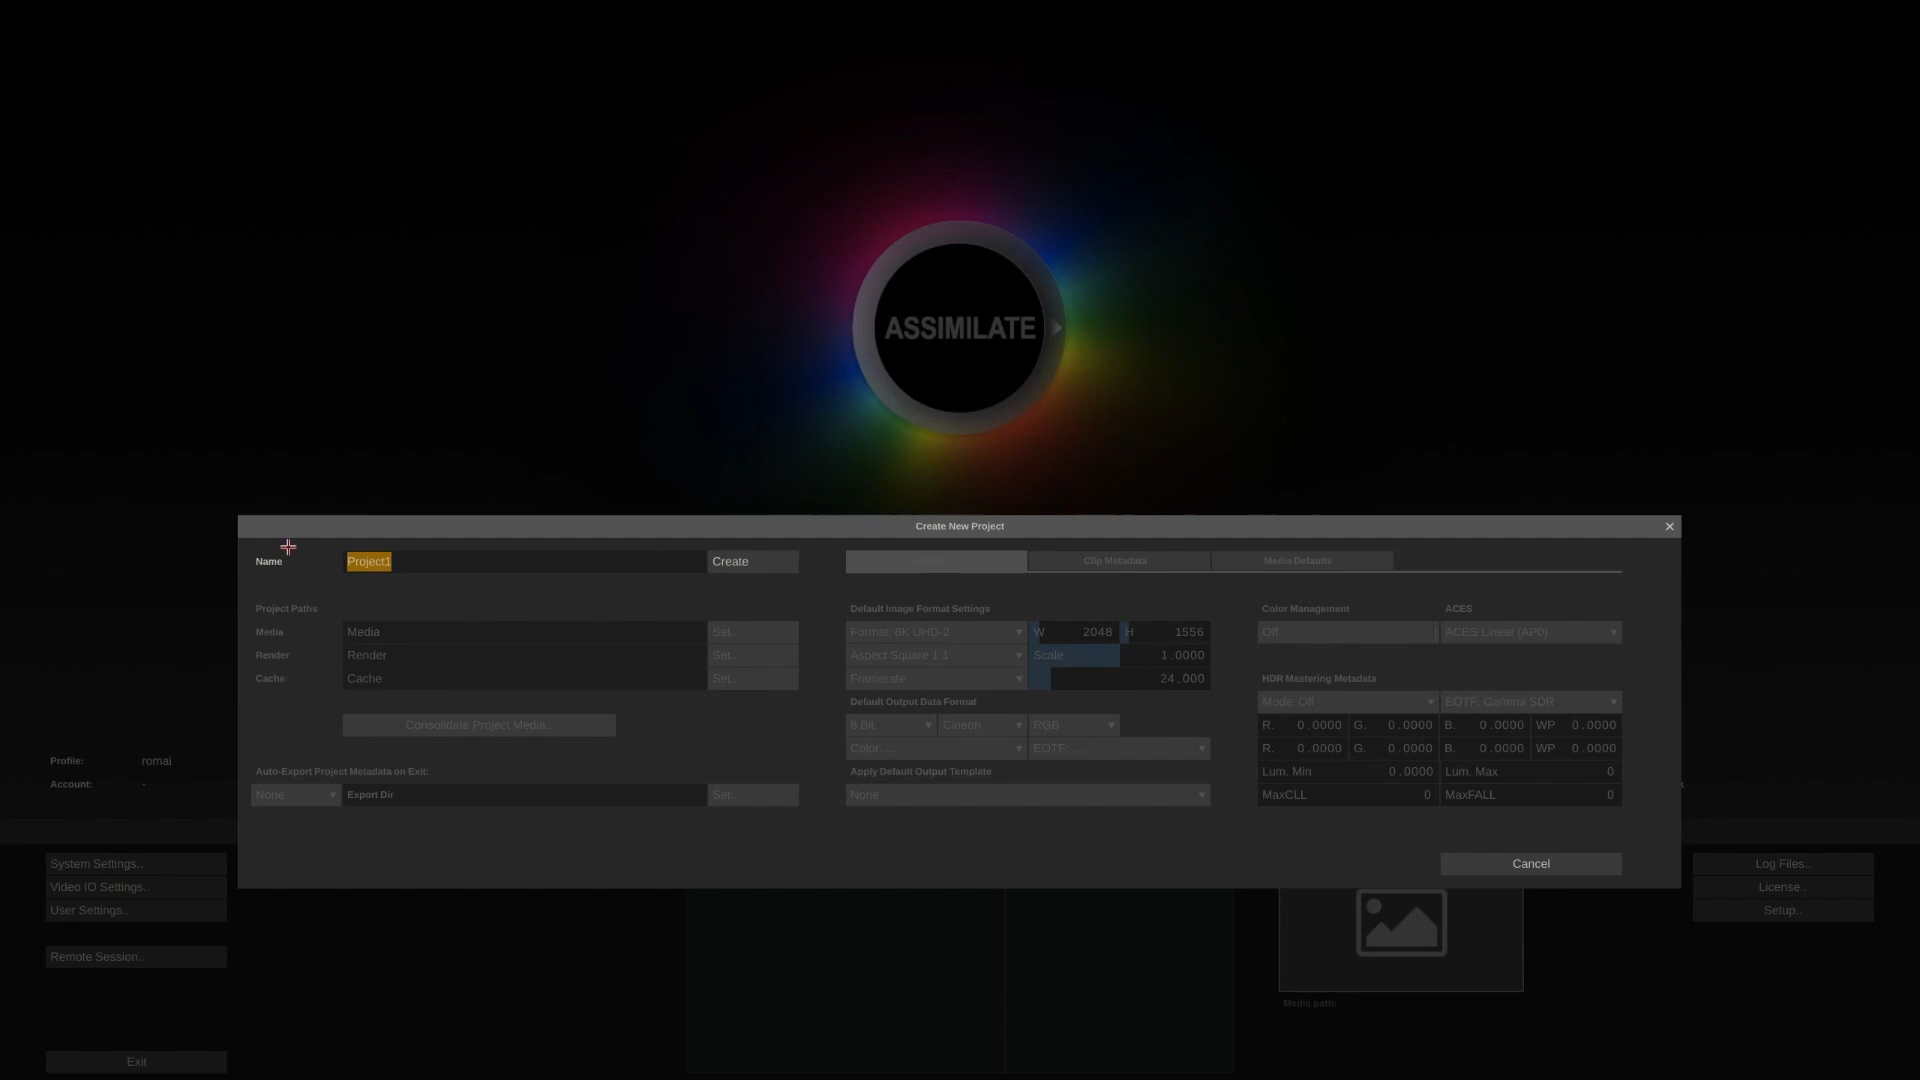 ASSIMILATE
Create New Project
Name Project1 Create
Clip Metadata Media Defaults
Project Paths
Media Media Set..
Render Render Set..
Cache Cache Set..
Consolidate Project Media..
Auto-Export Project Metadata on Exit:
None Export Dir Set..
Default Image Format Settings
Format: 8K UHD-2 W 2048 H 1556
Aspect Square 1:1 Scale 1.0000
Framerate 24.000
Default Output Data Format
8 Bit Cineon RGB
Color: ... EOTF: ...
Apply Default Output Template
None
Color Management ACES
Off ACES Linear (AP0)
HDR Mastering Metadata
Mode: Off EOTF: Gamma SDR
R. 0.0000 G. 0.0000 B. 0.0000 WP 0.0000
R. 0.0000 G. 0.0000 B. 0.0000 WP 0.0000
Lum. Min 0.0000 Lum. Max 0
MaxCLL 0 MaxFALL 0
Cancel
Profile: romai
Account: -
System Settings..
Video IO Settings..
User Settings..
Remote Session..
Exit
Media path:
Log Files..
License..
Setup..